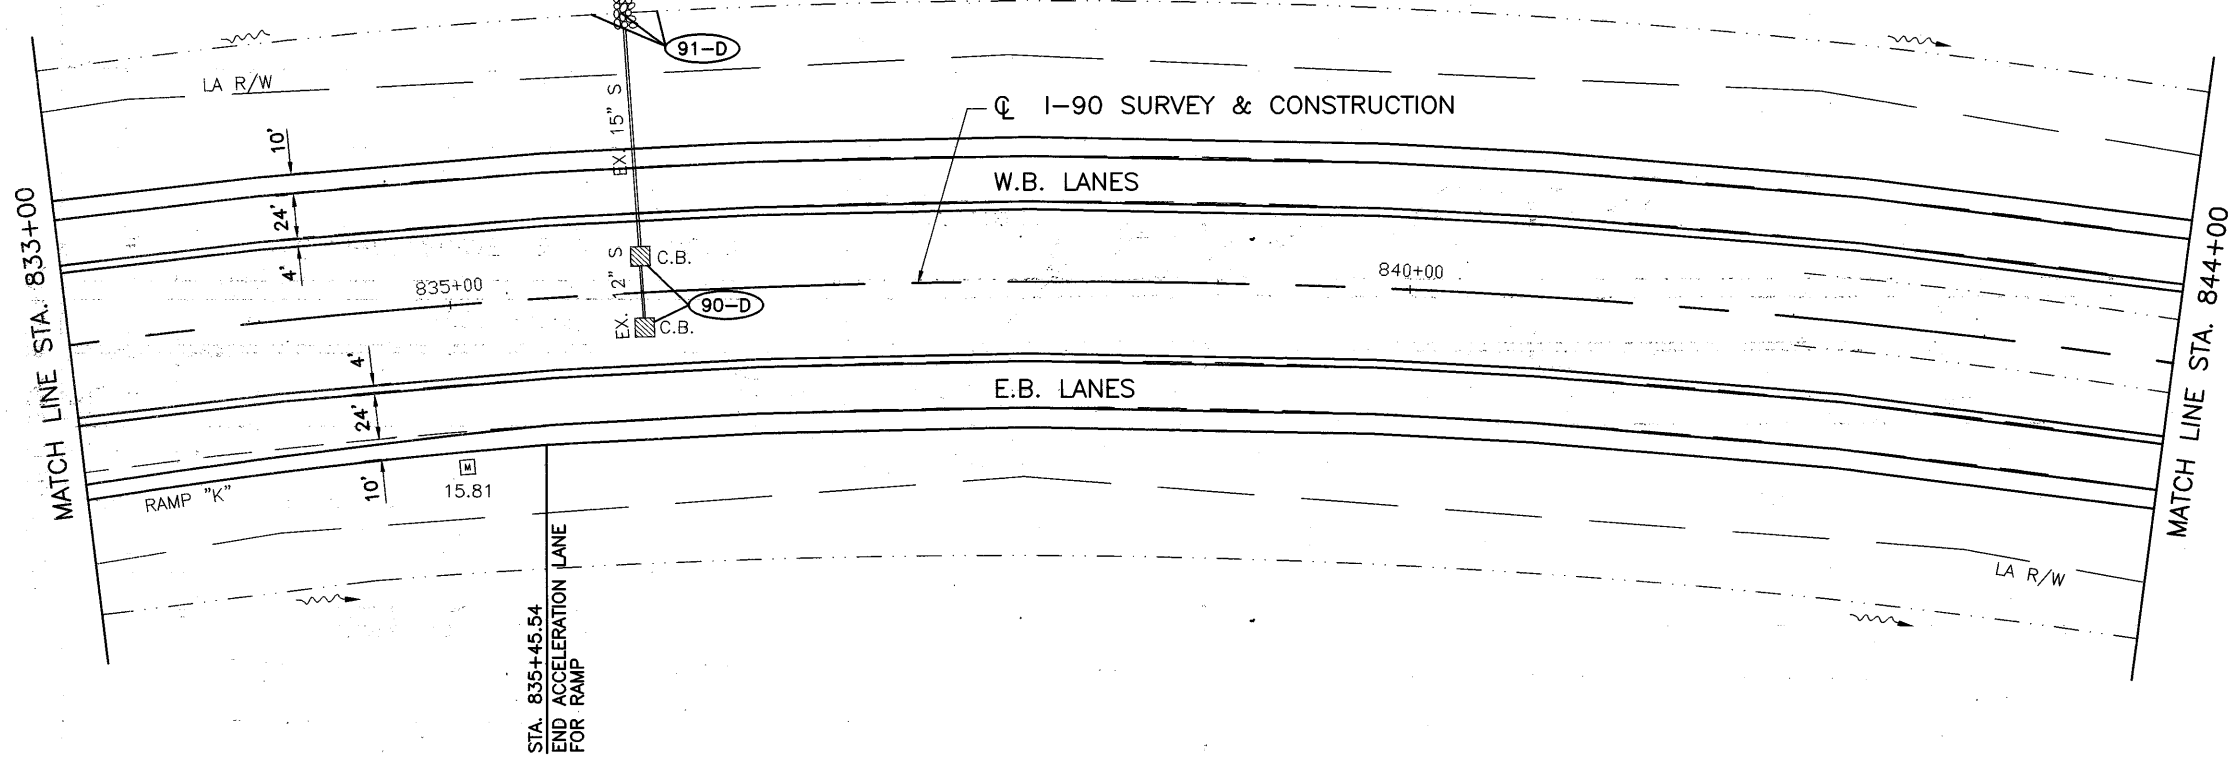 91-D
LA R/W
EX. 15" S
℄ I-90 SURVEY & CONSTRUCTION
10'
W.B. LANES
24'
4'
MATCH LINE STA. 833+00
835+00
EX. 12" S
C.B.
90-D
C.B.
840+00
MATCH LINE STA. 844+00
4'
24'
10'
E.B. LANES
RAMP "K"
M
15.81
LA R/W
STA. 835+45.54
END ACCELERATION LANE
FOR RAMP